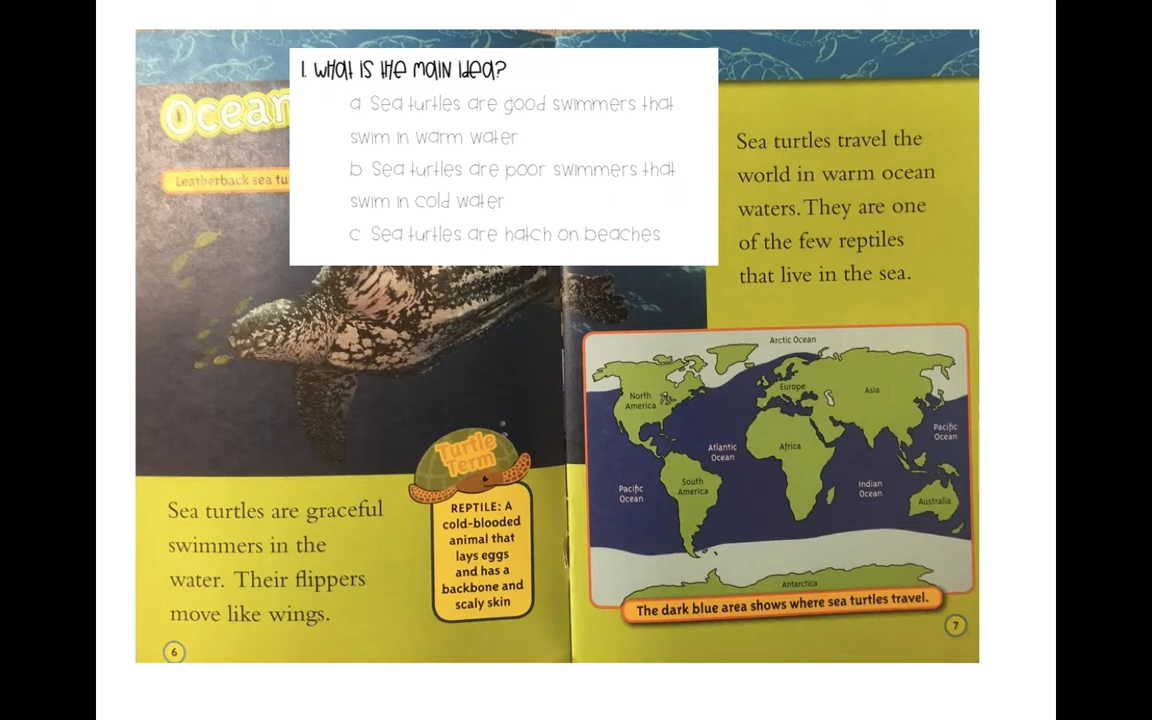 1. What is the main idea?
a Sea turtles are good swimmers that
swim in warm water
b Sea turtles are poor swimmers that
swim in cold water
c Sea turtles are hatch on beaches
Ocean
Leatherback sea
Sea turtles are graceful
swimmers in the
water. Their flippers
move like wings.
Turtle
Term
REPTILE: A
cold-blooded
animal that
lays eggs
and has a
backbone and
scaly skin
6
Sea turtles travel the
world in warm ocean
waters. They are one
of the few reptiles
that live in the sea.
Arctic Ocean
North
America
Europe
Asia
Pacific
Ocean
Atlantic
Ocean
Africa
Pacific
Ocean
South
America
Indian
Ocean
Australia
Antarctica
The dark blue area shows where sea turtles travel.
7